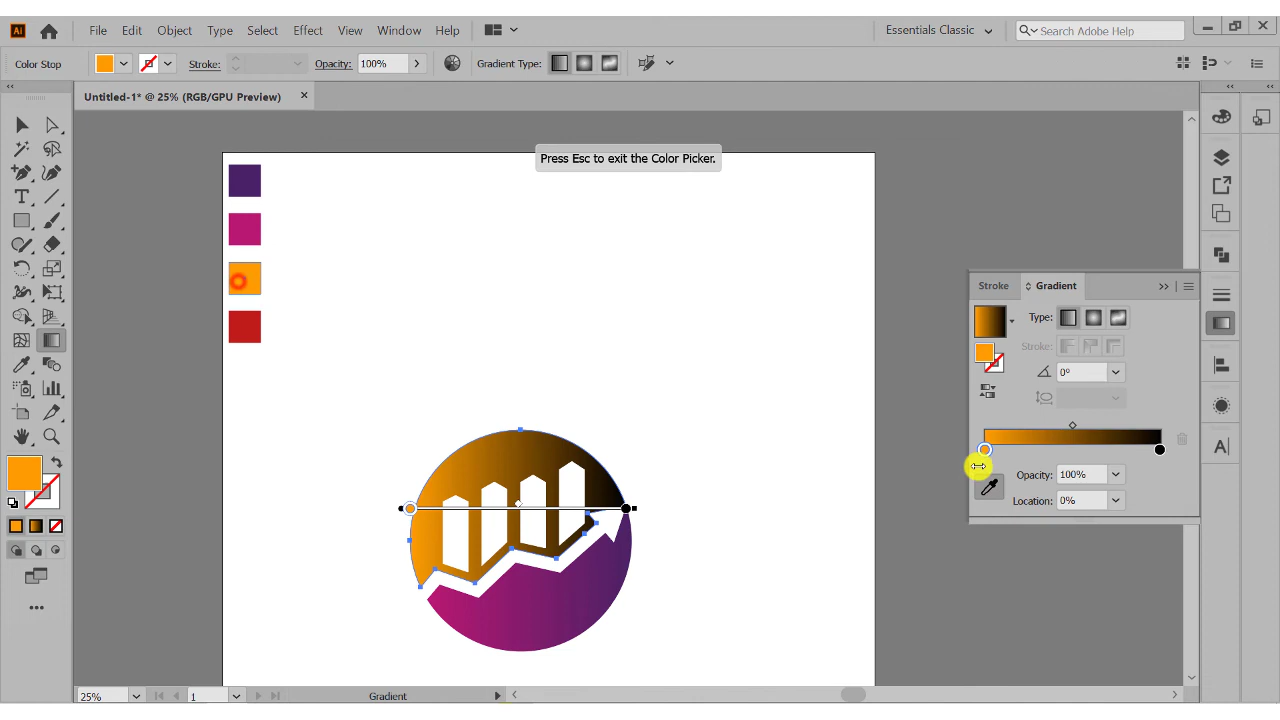 Ai File Edit Object Type Select Effect View Window Help Essentials Classic Search Adobe Help
Color Stop Stroke: Opacity: 100% Gradient Type:
Untitled-1* @ 25% (RGB/GPU Preview)
Press Esc to exit the Color Picker.
Stroke Gradient
Type:
Stroke:
0°
Opacity: 100%
Location: 0%
25% 1 Gradient